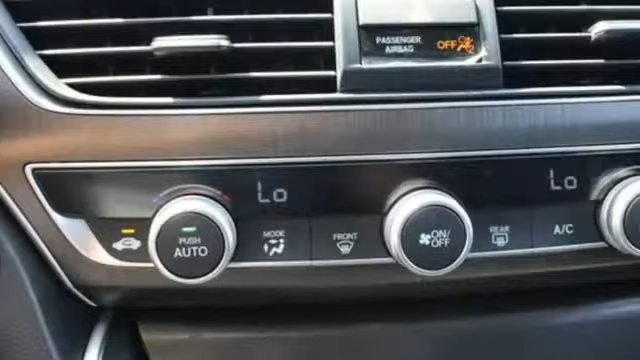 PASSENGER
AIRBAG
OFF
Lo
Lo
PUSH
AUTO
MODE
FRONT
ON/
OFF
REAR
A/C